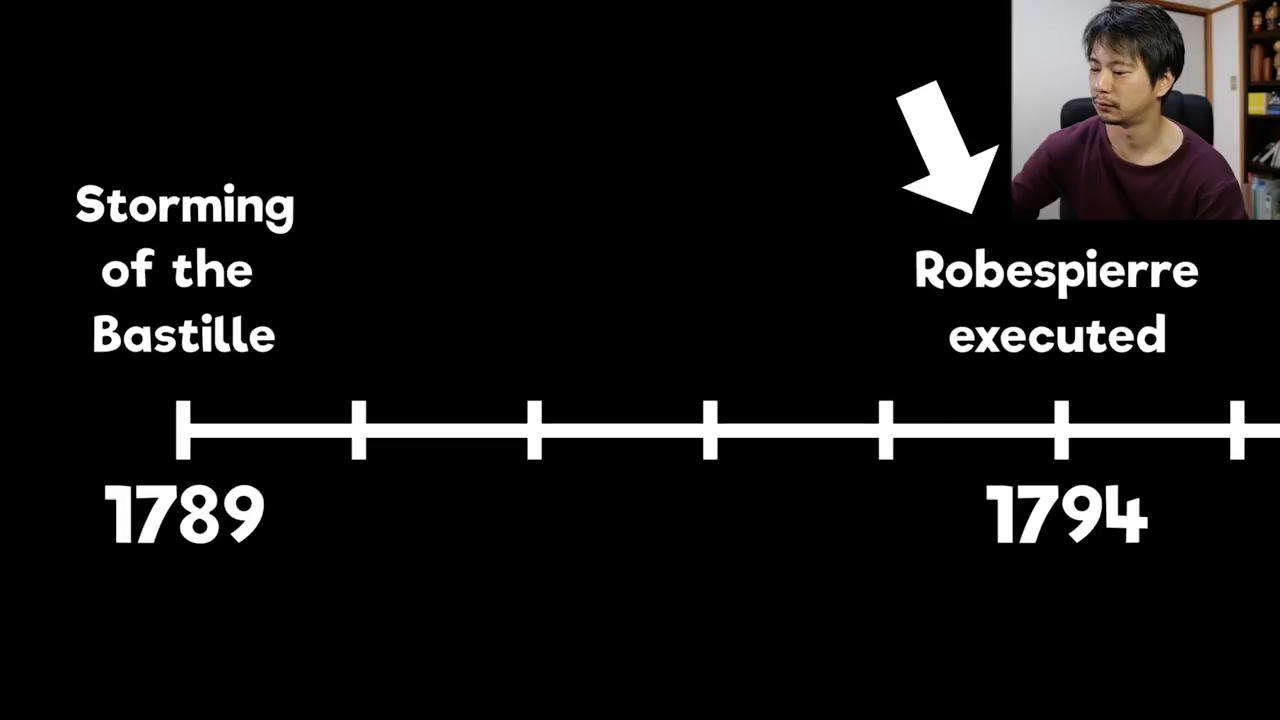 Storming
of the
Bastille
Robespierre
executed
1789
1794